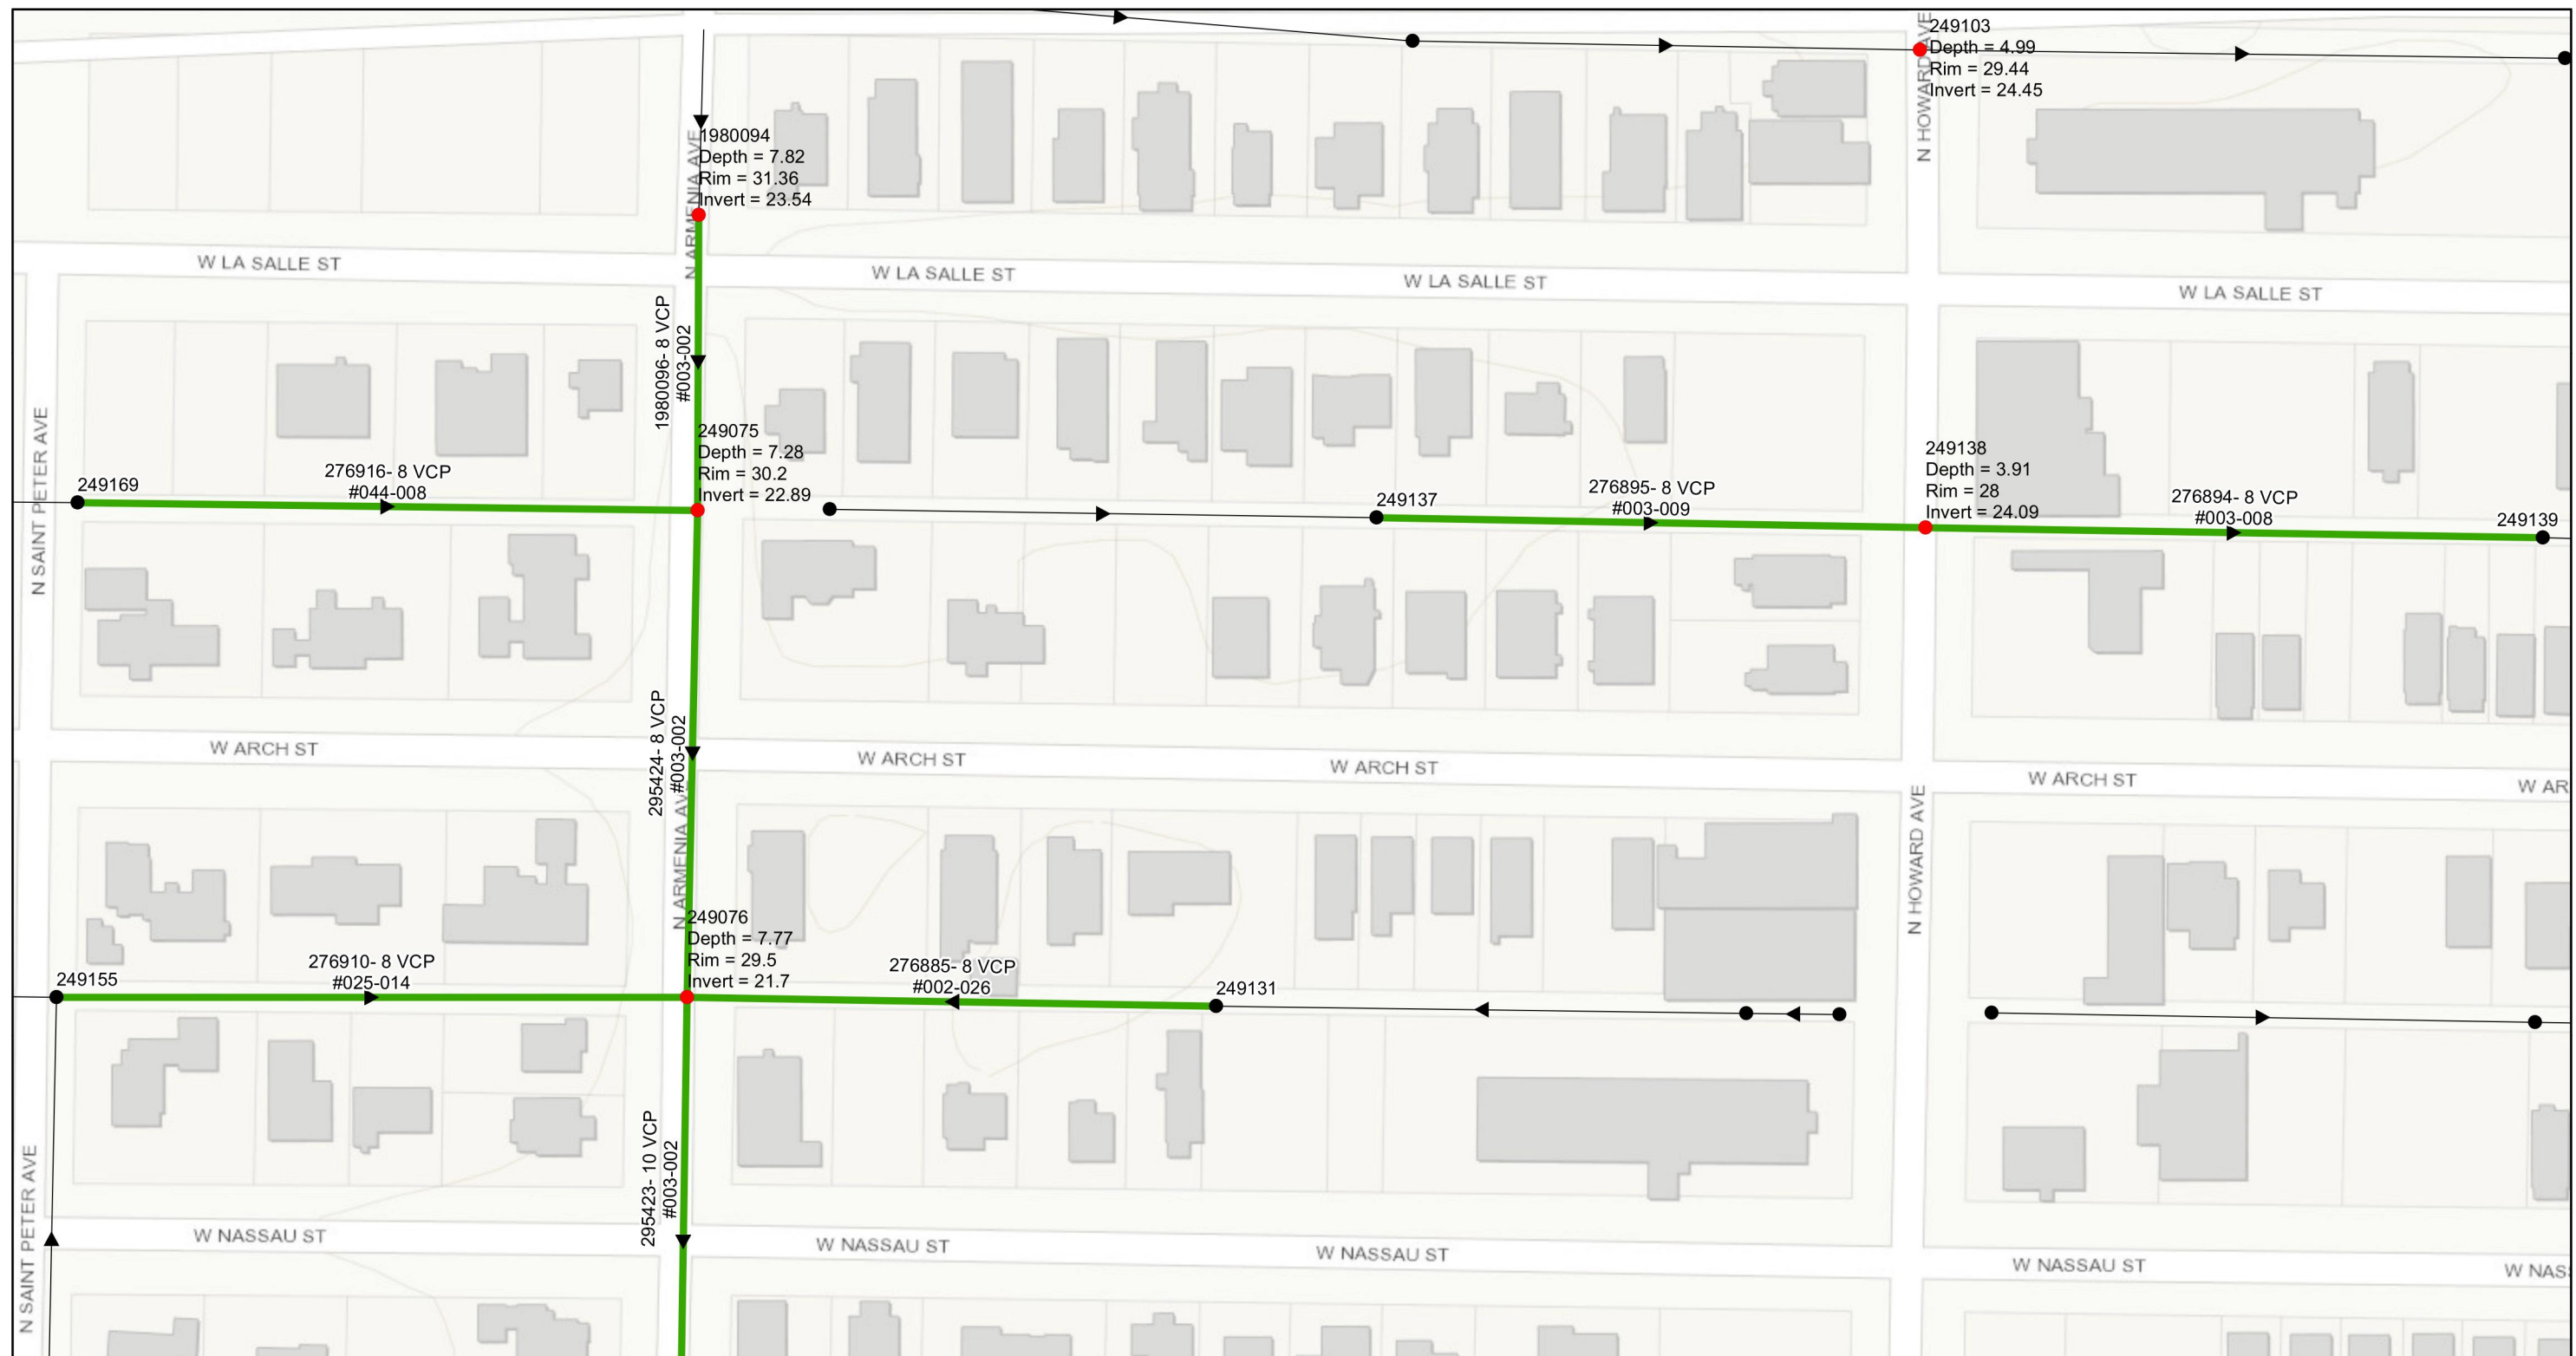 249103
Depth = 4.99
Rim = 29.44
Invert = 24.45
N HOWARD AVE
1980094
Depth = 7.82
Rim = 31.36
Invert = 23.54
N ARMENIA AVE
W LA SALLE ST
W LA SALLE ST
W LA SALLE ST
W LA SALLE ST
1980096- 8 VCP
#003-002
N SAINT PETER AVE
249075
Depth = 7.28
Rim = 30.2
Invert = 22.89
249169
276916- 8 VCP
#044-008
249137
276895- 8 VCP
#003-009
249138
Depth = 3.91
Rim = 28
Invert = 24.09
276894- 8 VCP
#003-008
249139
295424- 8 VCP
#003-002
W ARCH ST
W ARCH ST
W ARCH ST
W ARCH ST
W AR
N ARMENIA AVE
N HOWARD AVE
249076
Depth = 7.77
Rim = 29.5
Invert = 21.7
249155
276910- 8 VCP
#025-014
276885- 8 VCP
#002-026
249131
295423- 10 VCP
#003-002
N SAINT PETER AVE
W NASSAU ST
W NASSAU ST
W NASSAU ST
W NASSAU ST
W NAS